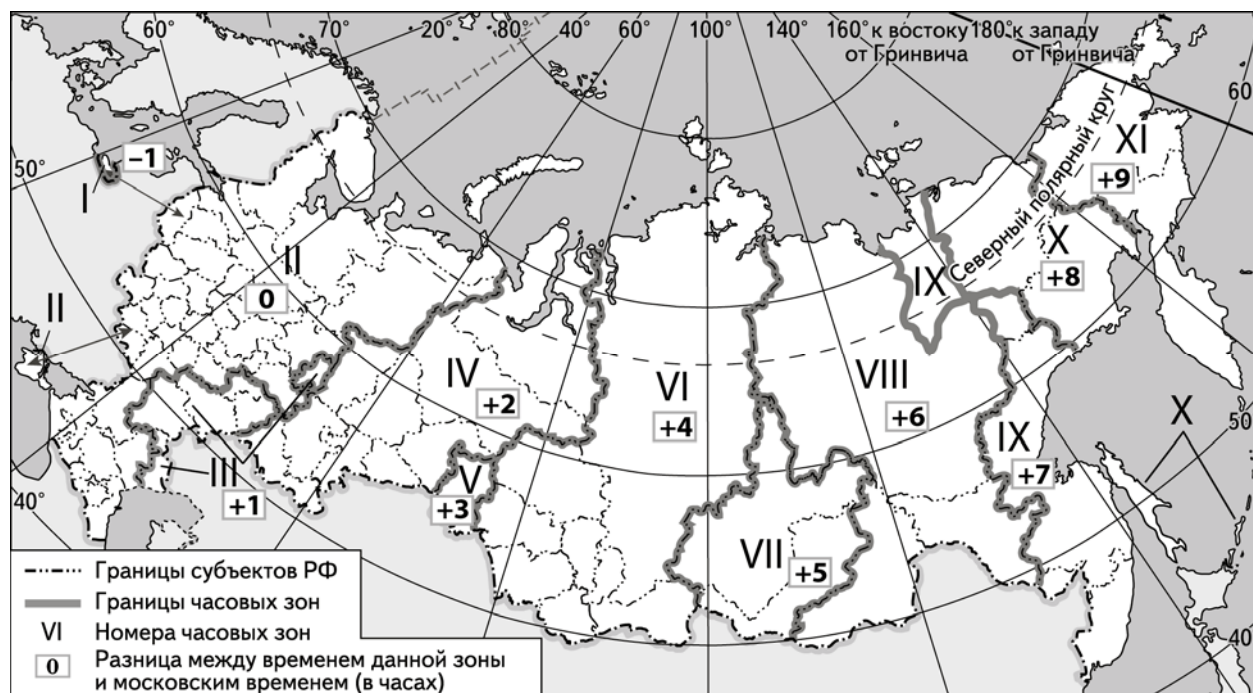 60°
70°
20°
40°
60°
80°
100°
120°
140°
160° к востоку
от Гринвича
180° к западу
от Гринвича
60°
50°
–1
I
II
0
II
Северный полярный круг
XI
+9
X
+8
IX
IV
+2
VI
+4
VIII
+6
IX
+7
X
50°
III
+1
V
+3
VII
+5
40°
40°
Границы субъектов РФ
Границы часовых зон
VI Номера часовых зон
0 Разница между временем данной зоны
и московским временем (в часах)